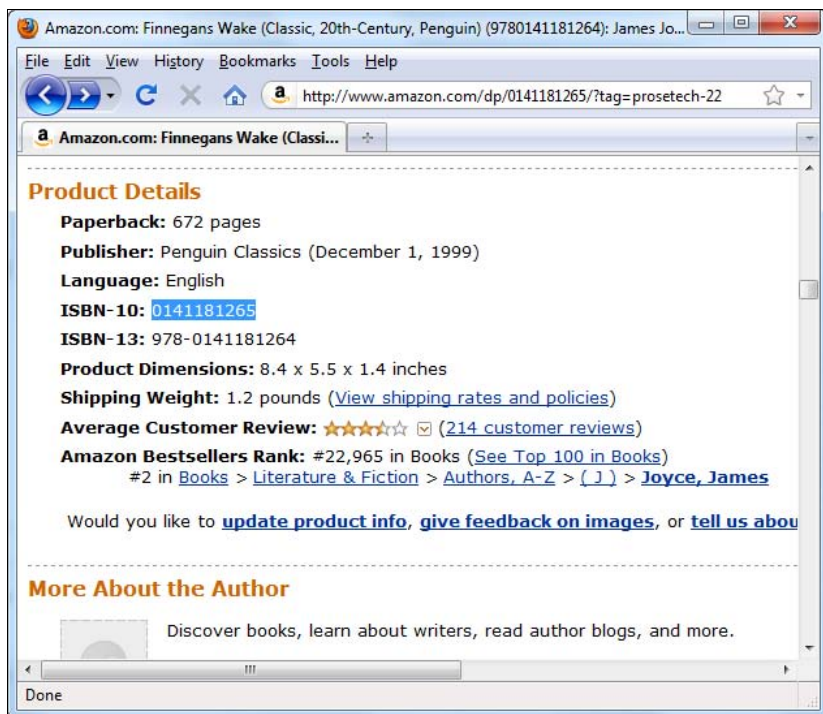 Amazon.com: Finnegans Wake (Classic, 20th-Century, Penguin) (9780141181264): James Jo...
File Edit View History Bookmarks Tools Help
http://www.amazon.com/dp/0141181265/?tag=prosetech-22
Amazon.com: Finnegans Wake (Classi...
Product Details
Paperback: 672 pages
Publisher: Penguin Classics (December 1, 1999)
Language: English
ISBN-10: 0141181265
ISBN-13: 978-0141181264
Product Dimensions: 8.4 x 5.5 x 1.4 inches
Shipping Weight: 1.2 pounds (View shipping rates and policies)
Average Customer Review: (214 customer reviews)
Amazon Bestsellers Rank: #22,965 in Books (See Top 100 in Books)
#2 in Books > Literature & Fiction > Authors, A-Z > ( J ) > Joyce, James
Would you like to update product info, give feedback on images, or tell us abou
More About the Author
Discover books, learn about writers, read author blogs, and more.
Done